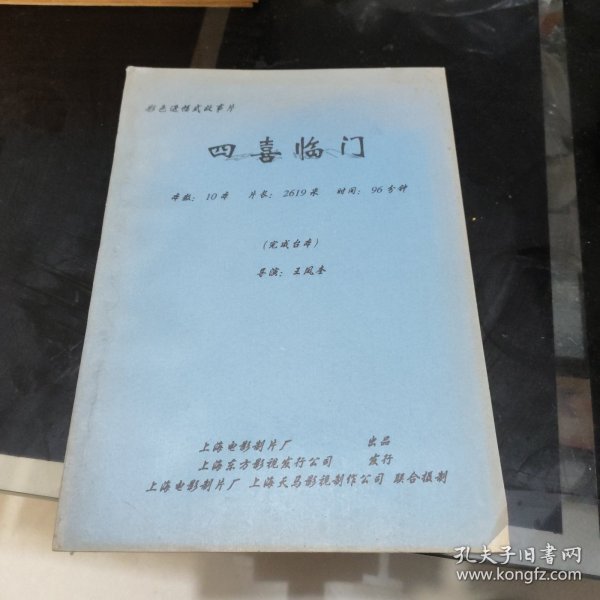 彩色遮幅式故事片
四喜临门
本数：10本 片长：2619米 时间：96分钟
（完成台本）
导演：王凤奎
上海电影制片厂 出品
上海东方影视发行公司 发行
上海电影制片厂 上海天马影视制作公司 联合摄制
孔夫子旧书网
www.kongfz.com